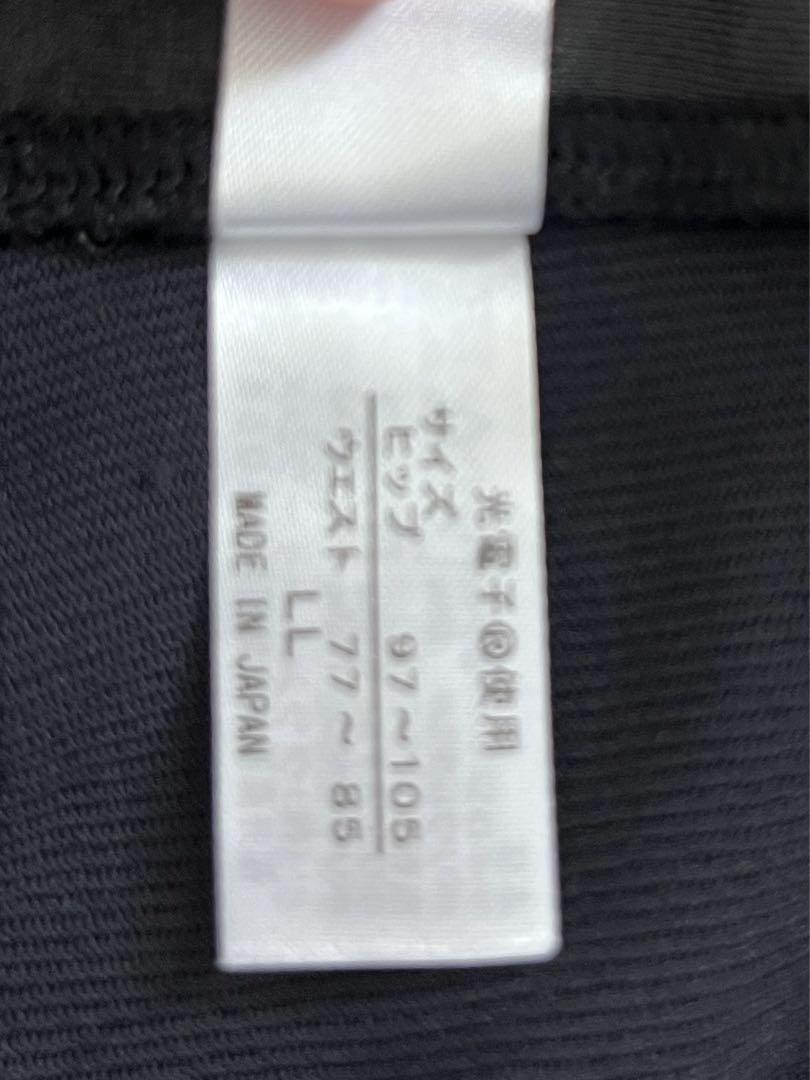 光電子®使用
サイズ
ヒップ 97~105
ウエスト 77~ 85
LL
MADE IN JAPAN